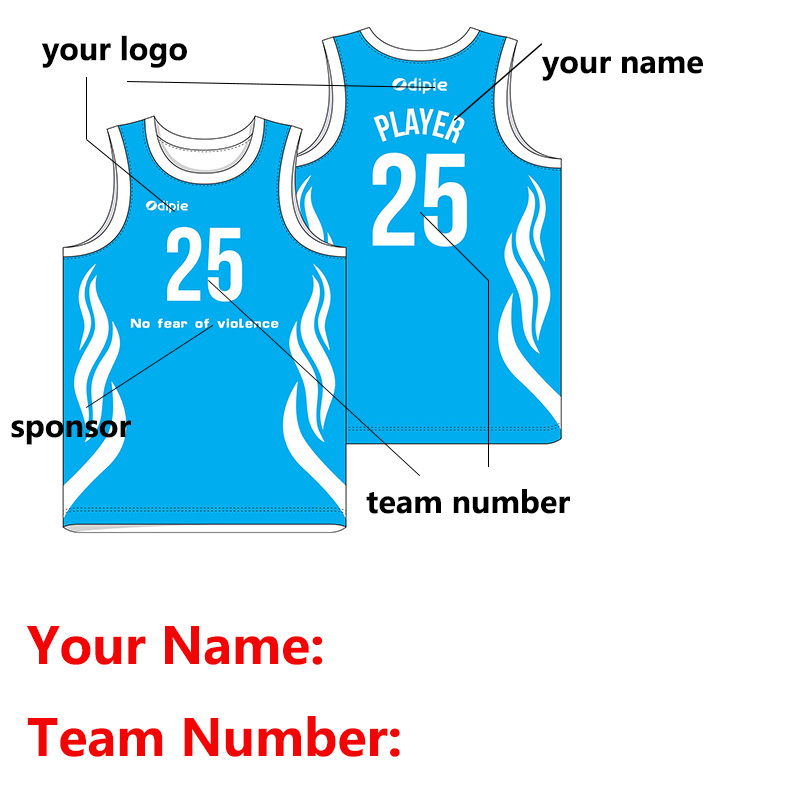 your logo
your name
Odipie
PLAYER
25
Odipie
25
No fear of violence
sponsor
team number
Your Name:
Team Number: